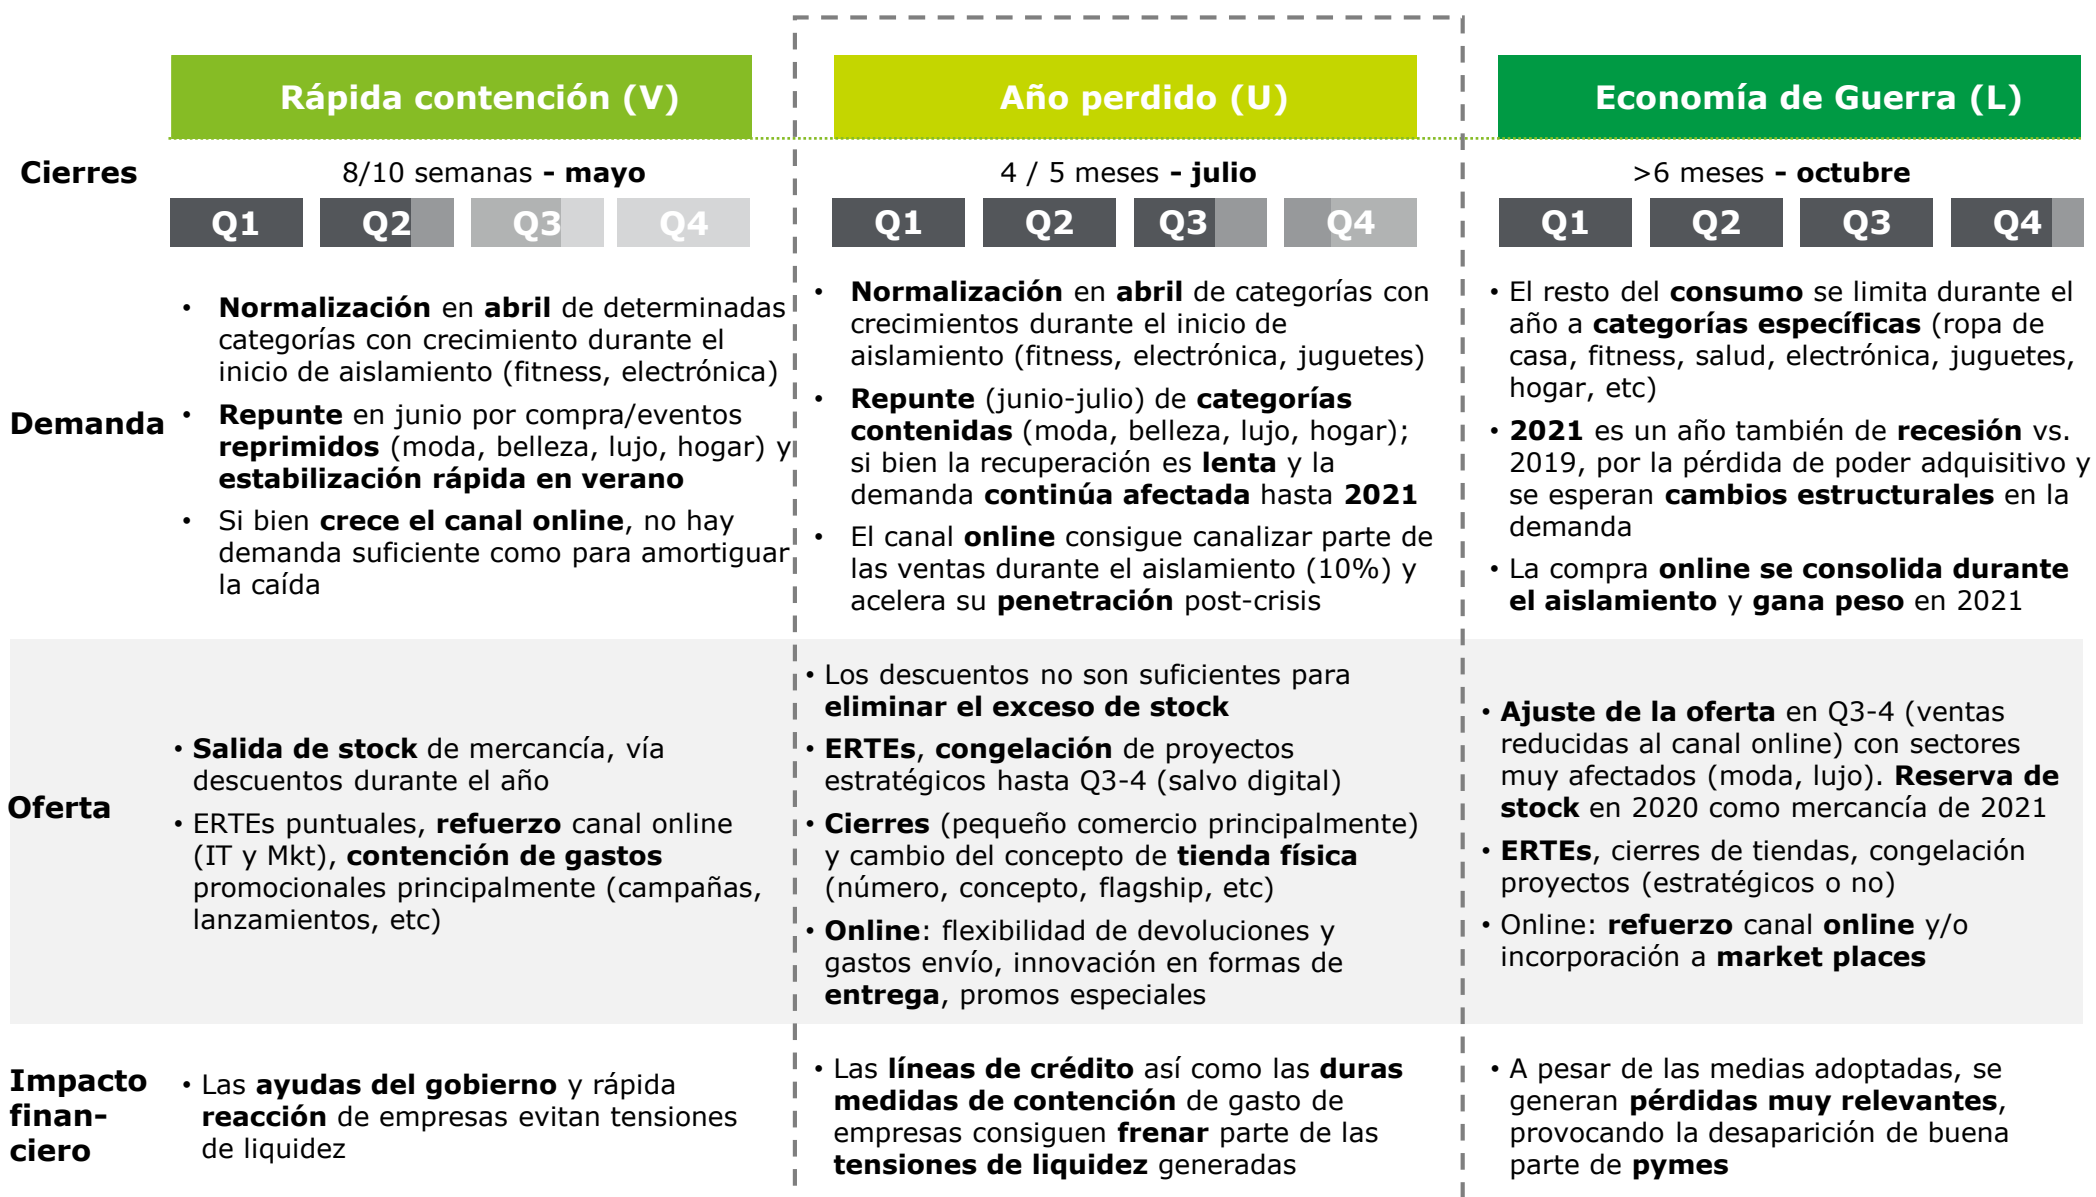 Rápida contención (V)
Año perdido (U)
Economía de Guerra (L)
Cierres
8/10 semanas - mayo
4 / 5 meses - julio
>6 meses - octubre
Q1 Q2 Q3 Q4
Q1 Q2 Q3 Q4
Q1 Q2 Q3 Q4
Demanda
• Normalización en abril de determinadas
categorías con crecimiento durante el
inicio de aislamiento (fitness, electrónica)
• Repunte en junio por compra/eventos
reprimidos (moda, belleza, lujo, hogar) y
estabilización rápida en verano
• Si bien crece el canal online, no hay
demanda suficiente como para amortiguar
la caída
• Normalización en abril de categorías con
crecimientos durante el inicio de
aislamiento (fitness, electrónica, juguetes)
• Repunte (junio-julio) de categorías
contenidas (moda, belleza, lujo, hogar);
si bien la recuperación es lenta y la
demanda continúa afectada hasta 2021
• El canal online consigue canalizar parte de
las ventas durante el aislamiento (10%) y
acelera su penetración post-crisis
• El resto del consumo se limita durante el
año a categorías específicas (ropa de
casa, fitness, salud, electrónica, juguetes,
hogar, etc)
• 2021 es un año también de recesión vs.
2019, por la pérdida de poder adquisitivo y
se esperan cambios estructurales en la
demanda
• La compra online se consolida durante
el aislamiento y gana peso en 2021
Oferta
• Salida de stock de mercancía, vía
descuentos durante el año
• ERTEs puntuales, refuerzo canal online
(IT y Mkt), contención de gastos
promocionales principalmente (campañas,
lanzamientos, etc)
• Los descuentos no son suficientes para
eliminar el exceso de stock
• ERTEs, congelación de proyectos
estratégicos hasta Q3-4 (salvo digital)
• Cierres (pequeño comercio principalmente)
y cambio del concepto de tienda física
(número, concepto, flagship, etc)
• Online: flexibilidad de devoluciones y
gastos envío, innovación en formas de
entrega, promos especiales
• Ajuste de la oferta en Q3-4 (ventas
reducidas al canal online) con sectores
muy afectados (moda, lujo). Reserva de
stock en 2020 como mercancía de 2021
• ERTEs, cierres de tiendas, congelación
proyectos (estratégicos o no)
• Online: refuerzo canal online y/o
incorporación a market places
Impacto
finan-
ciero
• Las ayudas del gobierno y rápida
reacción de empresas evitan tensiones
de liquidez
• Las líneas de crédito así como las duras
medidas de contención de gasto de
empresas consiguen frenar parte de las
tensiones de liquidez generadas
• A pesar de las medias adoptadas, se
generan pérdidas muy relevantes,
provocando la desaparición de buena
parte de pymes